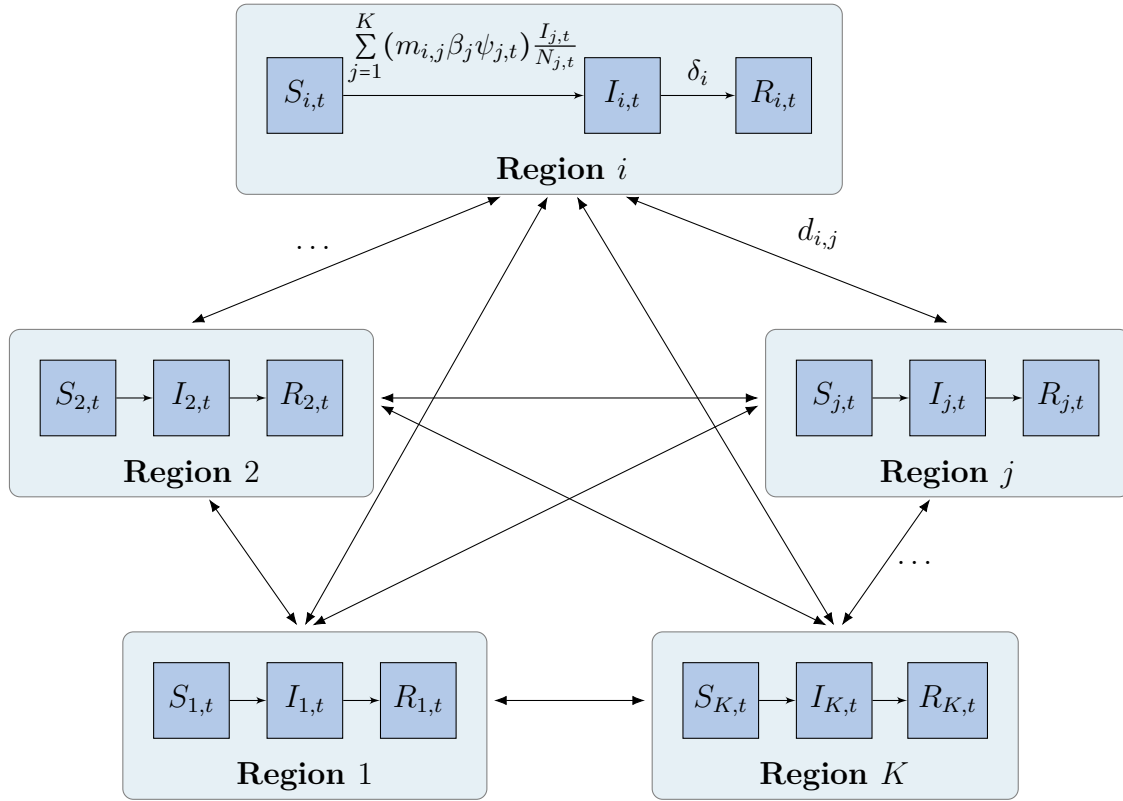 $\sum_{j=1}^{K}(m_{i,j}\beta_j\psi_{j,t})\frac{I_{j,t}}{N_{j,t}}$
$S_{i,t}$ $I_{i,t}$ $\delta_i$ $R_{i,t}$
Region $i$
...
$d_{i,j}$
$S_{2,t}$ $I_{2,t}$ $R_{2,t}$
Region 2
$S_{j,t}$ $I_{j,t}$ $R_{j,t}$
Region $j$
...
$S_{1,t}$ $I_{1,t}$ $R_{1,t}$
Region 1
$S_{K,t}$ $I_{K,t}$ $R_{K,t}$
Region $K$